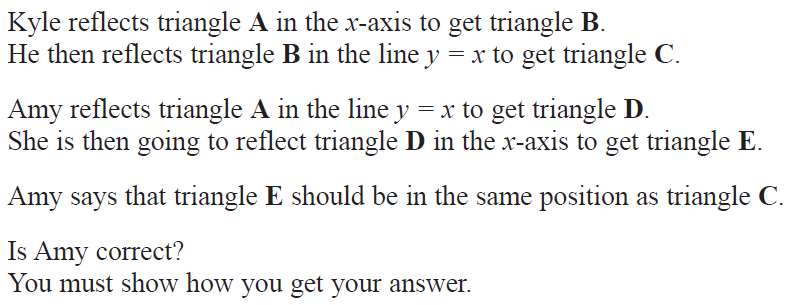 Kyle reflects triangle A in the x-axis to get triangle B.
He then reflects triangle B in the line y = x to get triangle C.
Amy reflects triangle A in the line y = x to get triangle D.
She is then going to reflect triangle D in the x-axis to get triangle E.
Amy says that triangle E should be in the same position as triangle C.
Is Amy correct?
You must show how you get your answer.